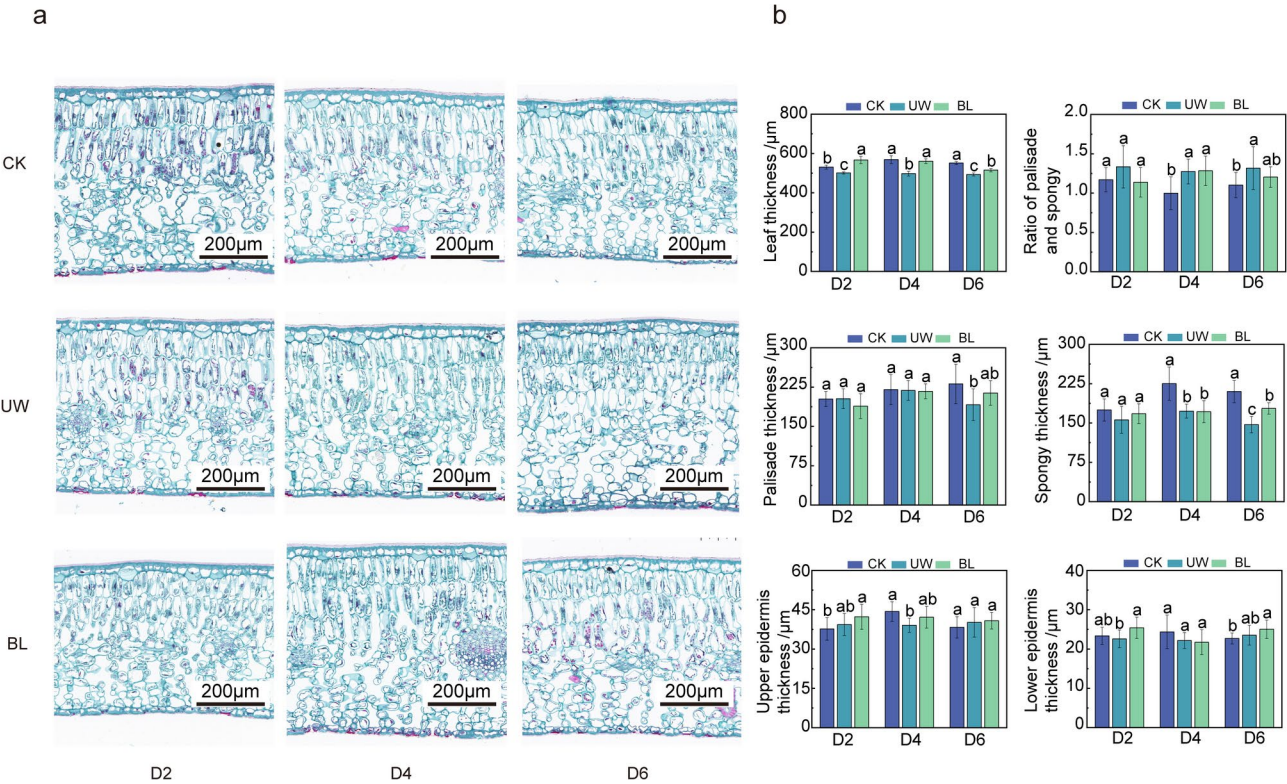 a
b
CK
200μm
200μm
200μm
UW
200μm
200μm
200μm
BL
200μm
200μm
200μm
D2
D4
D6
CK UW BL
Leaf thickness /μm
800
600
400
200
0
b c a
a b a
a c b
D2 D4 D6
CK UW BL
Ratio of palisade
and spongy
2.0
1.5
1.0
0.5
0.0
a a a
b a a
b a ab
D2 D4 D6
CK UW BL
Palisade thickness /μm
300
225
150
75
0
a a a
a a a
a b ab
D2 D4 D6
CK UW BL
Spongy thickness /μm
300
225
150
75
0
a a a
a b b
a c b
D2 D4 D6
CK UW BL
Upper epidermis
thickness /μm
60
45
30
15
0
b ab a
a b ab
a a a
D2 D4 D6
CK UW BL
Lower epidermis
thickness /μm
40
30
20
10
0
ab b a
a a a
b ab a
D2 D4 D6